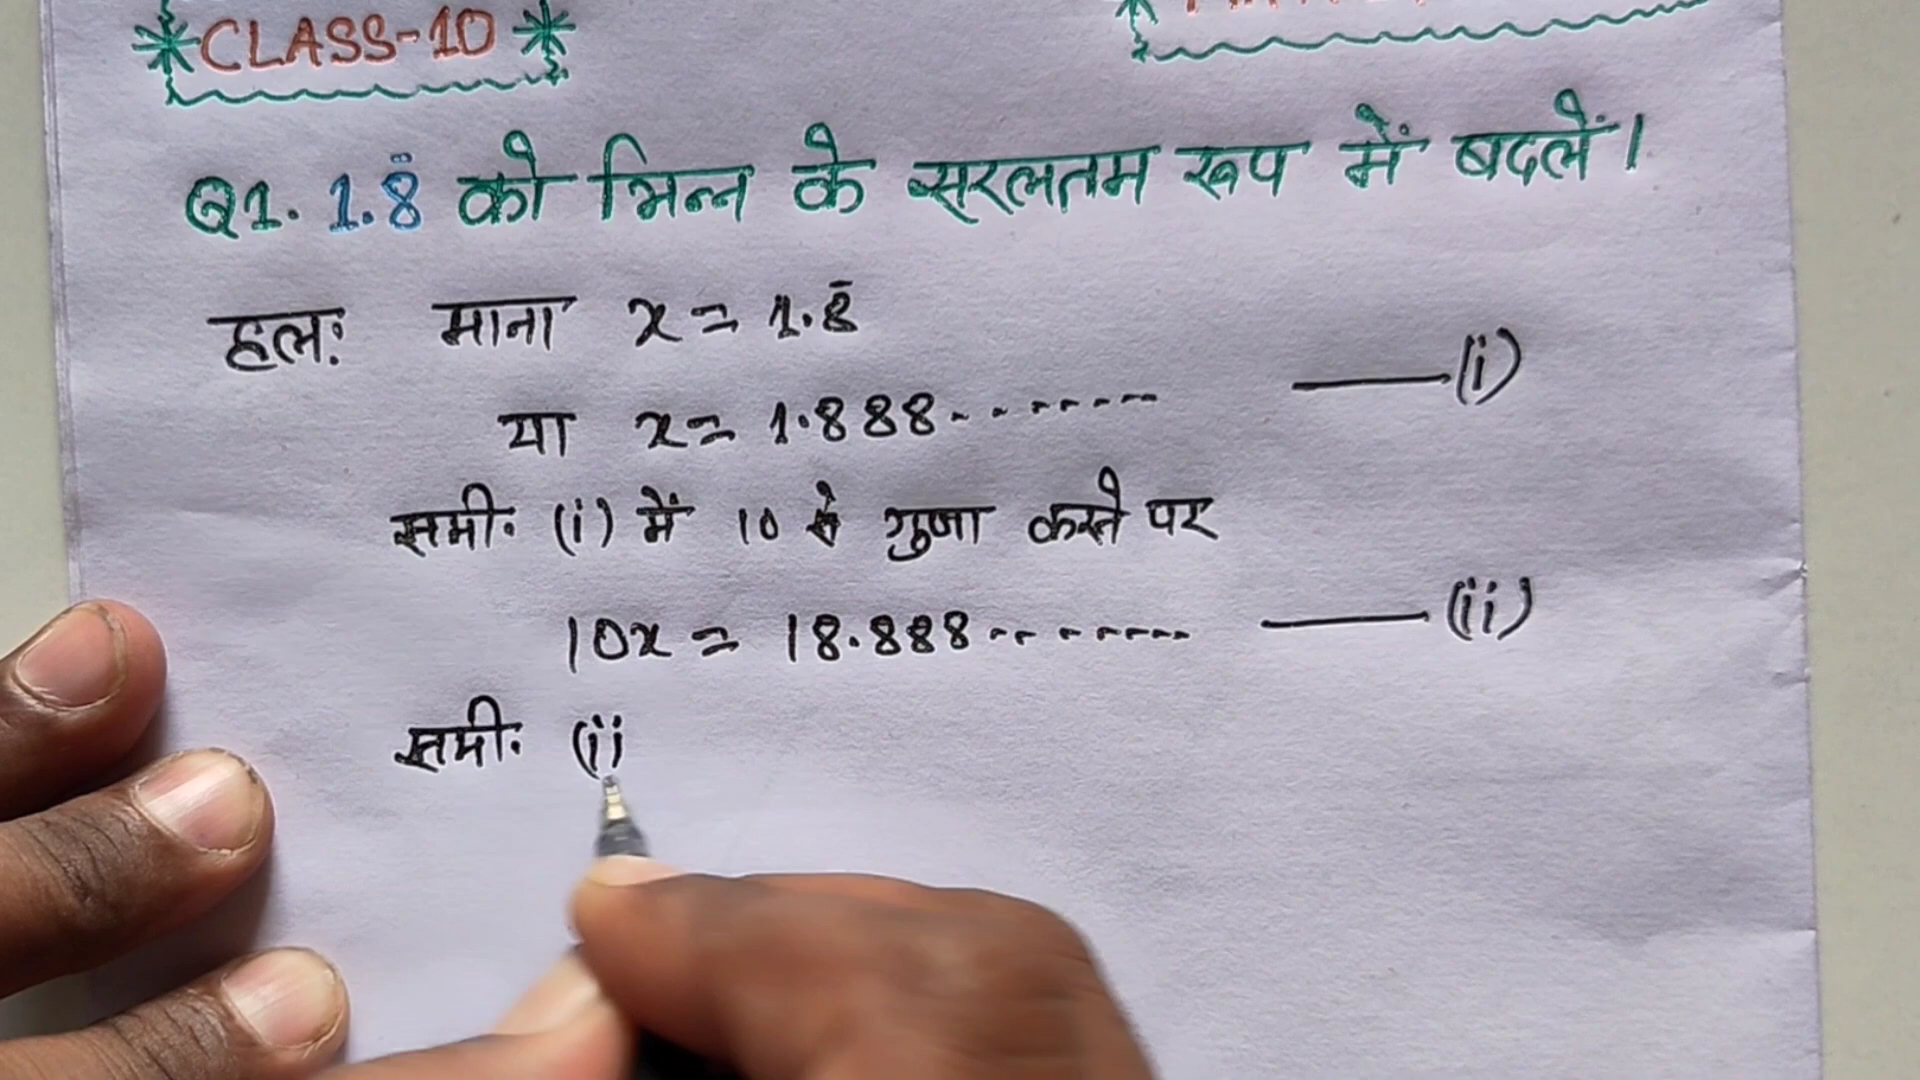 CLASS-10
Q1. 1.8̄ को भिन्न के सरलतम रूप में बदलें।
हलः माना x = 1.8̄
या x = 1.888........ ——(i)
समी॰ (i) में 10 से गुणा करने पर
10x = 18.888........ ——(ii)
समी॰ (ii